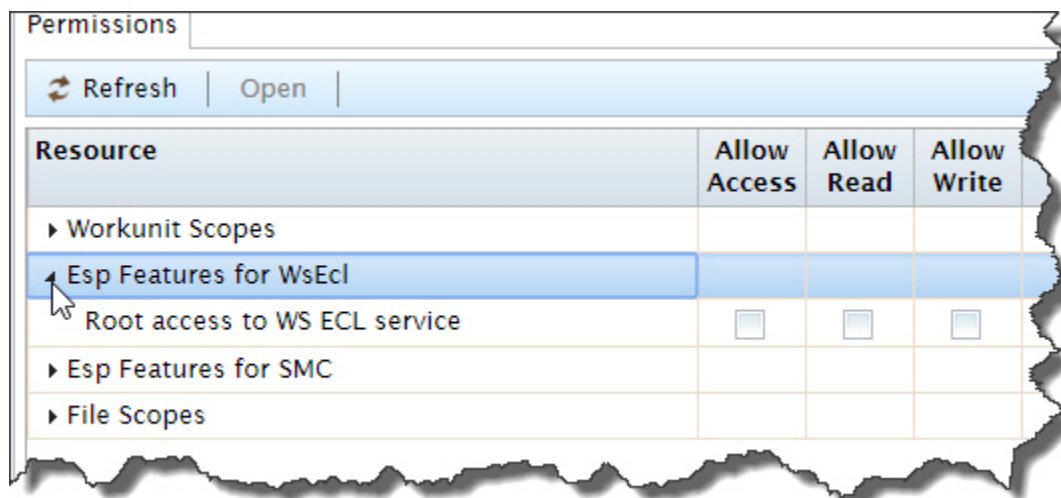 Permissions
Refresh Open
Resource Allow Access Allow Read Allow Write
Workunit Scopes
Esp Features for WsEcl
Root access to WS ECL service
Esp Features for SMC
File Scopes